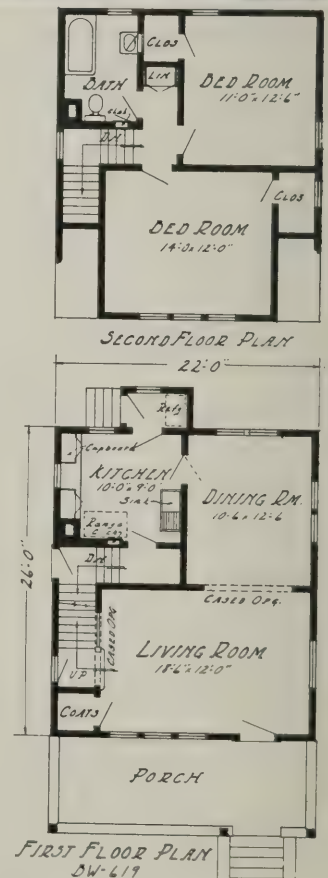 CLOS
BED ROOM
11'-0" x 12'-6"
BATH
LIN
CLOS
DN
CLOS
BED ROOM
14'-0 x 12'-0"
SECOND FLOOR PLAN
22'-0"
Refg
Cupboard
KITCHEN
10'-0" x 9'-0"
Sink
DINING RM.
10-6 x 12-6
Range
DN
CASED OPG.
26'-0"
CASED OPG
LIVING ROOM
18'-6" x 12'-0"
UP
COATS
PORCH
FIRST FLOOR PLAN
DW-619